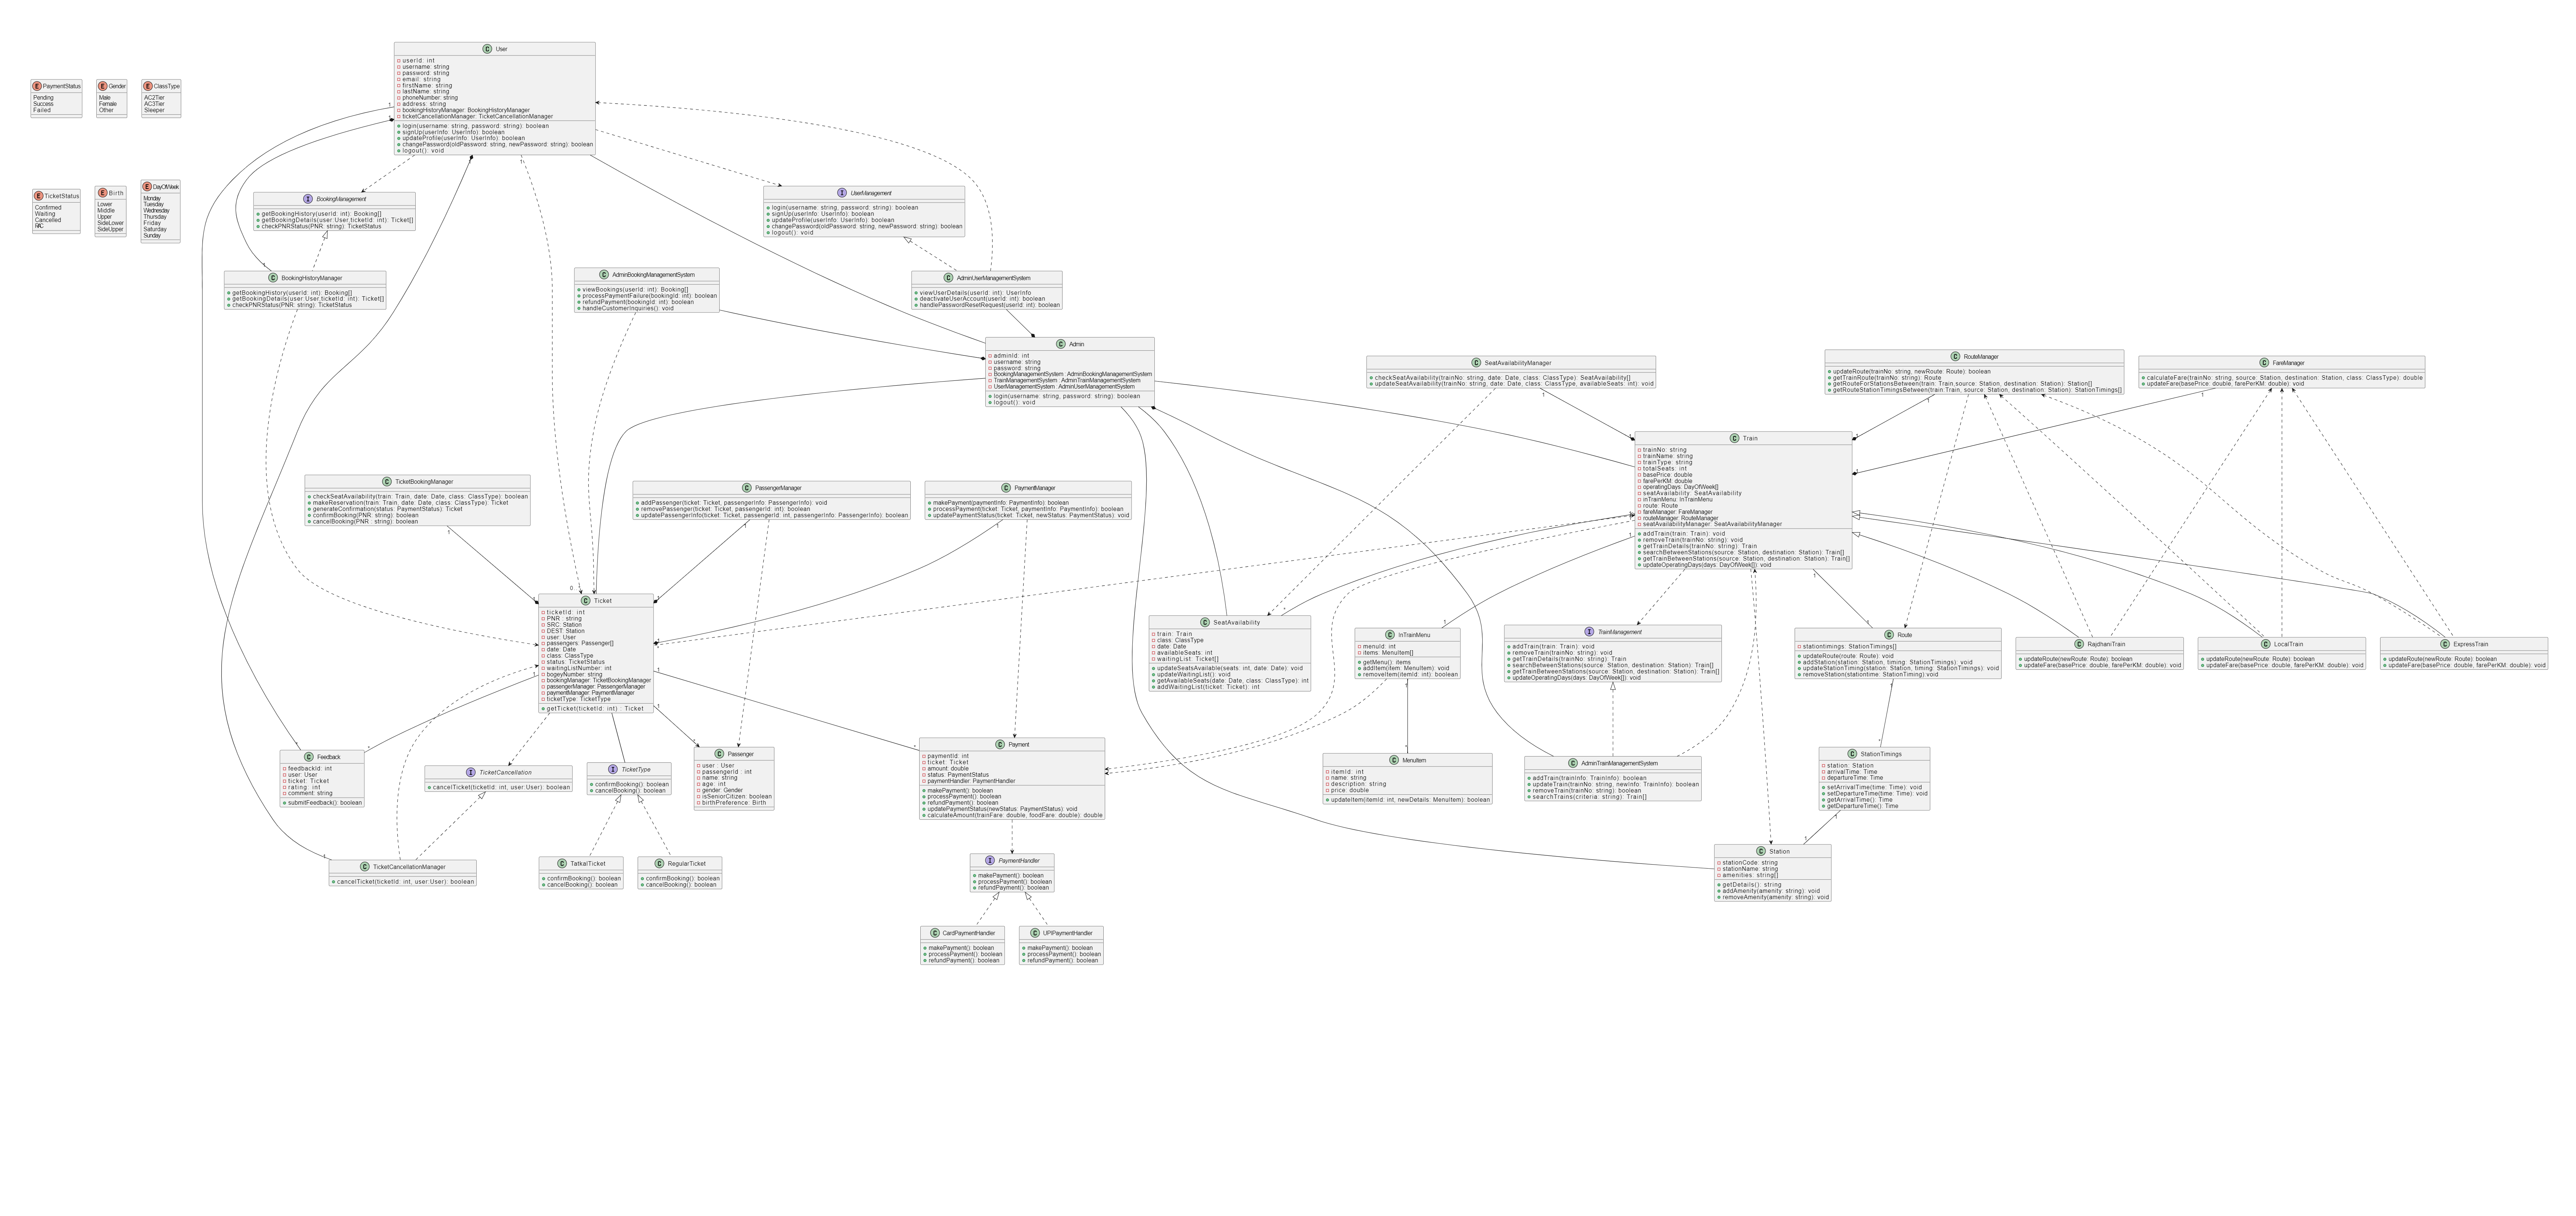 User
userId: int
username: string
password: string
email: string
firstName: string
lastName: string
phoneNumber: string
address: string
bookingHistoryManager: BookingHistoryManager
ticketCancellationManager: TicketCancellationManager
login(username: string, password: string): boolean
signUp(userInfo: UserInfo): boolean
updateProfile(userInfo: UserInfo): boolean
changePassword(oldPassword: string, newPassword: string): boolean
logout(): void
PaymentStatus
Pending
Success
Failed
Gender
Male
Female
Other
ClassType
AC2Tier
AC3Tier
Sleeper
TicketStatus
Confirmed
Waiting
Cancelled
RAC
Birth
Lower
Middle
Upper
SideLower
SideUpper
DayOfWeek
Monday
Tuesday
Wednesday
Thursday
Friday
Saturday
Sunday
BookingManagement
getBookingHistory(userId: int): Booking[]
getBookingDetails(user:User,ticketId: int): Ticket[]
checkPNRStatus(PNR: string): TicketStatus
UserManagement
login(username: string, password: string): boolean
signUp(userInfo: UserInfo): boolean
updateProfile(userInfo: UserInfo): boolean
changePassword(oldPassword: string, newPassword: string): boolean
logout(): void
BookingHistoryManager
getBookingHistory(userId: int): Booking[]
getBookingDetails(user:User,ticketId: int): Ticket[]
checkPNRStatus(PNR: string): TicketStatus
AdminBookingManagementSystem
viewBookings(userId: int): Booking[]
processPaymentFailure(bookingId: int): boolean
refundPayment(bookingId: int): boolean
handleCustomerInquiries(): void
AdminUserManagementSystem
viewUserDetails(userId: int): UserInfo
deactivateUserAccount(userId: int): boolean
handlePasswordResetRequest(userId: int): boolean
Admin
adminId: int
username: string
password: string
BookingManagementSystem : AdminBookingManagementSystem
TrainManagementSystem : AdminTrainManagementSystem
UserManagementSystem : AdminUserManagementSystem
login(username: string, password: string): boolean
logout(): void
SeatAvailabilityManager
checkSeatAvailability(trainNo: string, date: Date, class: ClassType): SeatAvailability[]
updateSeatAvailability(trainNo: string, date: Date, class: ClassType, availableSeats: int): void
RouteManager
updateRoute(trainNo: string, newRoute: Route): boolean
getTrainRoute(trainNo: string): Route
getRouteForStationsBetween(train: Train,source: Station, destination: Station): Station[]
getRouteStationTimingsBetween(train:Train, source: Station, destination: Station): StationTimings[]
FareManager
calculateFare(trainNo: string, source: Station, destination: Station, class: ClassType): double
updateFare(basePrice: double, farePerKM: double): void
Train
trainNo: string
trainName: string
trainType: string
totalSeats: int
basePrice: double
farePerKM: double
operatingDays: DayOfWeek[]
seatAvailability: SeatAvailability
inTrainMenu: InTrainMenu
route: Route
fareManager: FareManager
routeManager: RouteManager
seatAvailabilityManager: SeatAvailabilityManager
addTrain(train: Train): void
removeTrain(trainNo: string): void
getTrainDetails(trainNo: string): Train
searchBetweenStations(source: Station, destination: Station): Train[]
getTrainBetweenStations(source: Station, destination: Station): Train[]
updateOperatingDays(days: DayOfWeek[]): void
TicketBookingManager
checkSeatAvailability(train: Train, date: Date, class: ClassType): boolean
makeReservation(train: Train, date: Date, class: ClassType): Ticket
generateConfirmation(status: PaymentStatus): Ticket
confirmBooking(PNR: string): boolean
cancelBooking(PNR : string): boolean
PassengerManager
addPassenger(ticket: Ticket, passengerInfo: PassengerInfo): void
removePassenger(ticket: Ticket, passengerId: int): boolean
updatePassengerInfo(ticket: Ticket, passengerId: int, passengerInfo: PassengerInfo): boolean
PaymentManager
makePayment(paymentInfo: PaymentInfo): boolean
processPayment(ticket: Ticket, paymentInfo: PaymentInfo): boolean
updatePaymentStatus(ticket: Ticket, newStatus: PaymentStatus): void
Ticket
ticketId: int
PNR : string
SRC: Station
DEST: Station
user: User
passengers: Passenger[]
date: Date
class: ClassType
status: TicketStatus
waitingListNumber: int
bogeyNumber: string
bookingManager: TicketBookingManager
passengerManager: PassengerManager
paymentManager: PaymentManager
ticketType: TicketType
getTicket(ticketId: int) : Ticket
SeatAvailability
train: Train
class: ClassType
date: Date
availableSeats: int
waitingList: Ticket[]
updateSeatsAvailable(seats: int, date: Date): void
updateWaitingList(): void
getAvailableSeats(date: Date, class: ClassType): int
addWaitingList(ticket: Ticket): int
InTrainMenu
menuId: int
items: MenuItem[]
getMenu(): items
addItem(item: MenuItem): void
removeItem(itemId: int): boolean
TrainManagement
addTrain(train: Train): void
removeTrain(trainNo: string): void
getTrainDetails(trainNo: string): Train
searchBetweenStations(source: Station, destination: Station): Train[]
getTrainBetweenStations(source: Station, destination: Station): Train[]
updateOperatingDays(days: DayOfWeek[]): void
Route
stationtimings: StationTimings[]
updateRoute(route: Route): void
addStation(station: Station, timing: StationTimings): void
updateStationTiming(station: Station, timing: StationTimings): void
removeStation(stationtime: StationTiming):void
RajdhaniTrain
updateRoute(newRoute: Route): boolean
updateFare(basePrice: double, farePerKM: double): void
LocalTrain
updateRoute(newRoute: Route): boolean
updateFare(basePrice: double, farePerKM: double): void
ExpressTrain
updateRoute(newRoute: Route): boolean
updateFare(basePrice: double, farePerKM: double): void
Feedback
feedbackId: int
user: User
ticket: Ticket
rating: int
comment: string
submitFeedback(): boolean
TicketCancellation
cancelTicket(ticketId: int, user:User): boolean
TicketType
confirmBooking(): boolean
cancelBooking(): boolean
Passenger
user : User
passengerId : int
name: string
age: int
gender: Gender
isSeniorCitizen: boolean
birthPreference: Birth
Payment
paymentId: int
ticket: Ticket
amount: double
status: PaymentStatus
paymentHandler: PaymentHandler
makePayment(): boolean
processPayment(): boolean
refundPayment(): boolean
updatePaymentStatus(newStatus: PaymentStatus): void
calculateAmount(trainFare: double, foodFare: double): double
MenuItem
itemId: int
name: string
description: string
price: double
updateItem(itemId: int, newDetails: MenuItem): boolean
AdminTrainManagementSystem
addTrain(trainInfo: TrainInfo): boolean
updateTrain(trainNo: string, newInfo: TrainInfo): boolean
removeTrain(trainNo: string): boolean
searchTrains(criteria: string): Train[]
StationTimings
station: Station
arrivalTime: Time
departureTime: Time
setArrivalTime(time: Time): void
setDepartureTime(time: Time): void
getArrivalTime(): Time
getDepartureTime(): Time
TicketCancellationManager
cancelTicket(ticketId: int, user:User): boolean
TatkalTicket
confirmBooking(): boolean
cancelBooking(): boolean
RegularTicket
confirmBooking(): boolean
cancelBooking(): boolean
PaymentHandler
makePayment(): boolean
processPayment(): boolean
refundPayment(): boolean
Station
stationCode: string
stationName: string
amenities: string[]
getDetails(): string
addAmenity(amenity: string): void
removeAmenity(amenity: string): void
CardPaymentHandler
makePayment(): boolean
processPayment(): boolean
refundPayment(): boolean
UPIPaymentHandler
makePayment(): boolean
processPayment(): boolean
refundPayment(): boolean